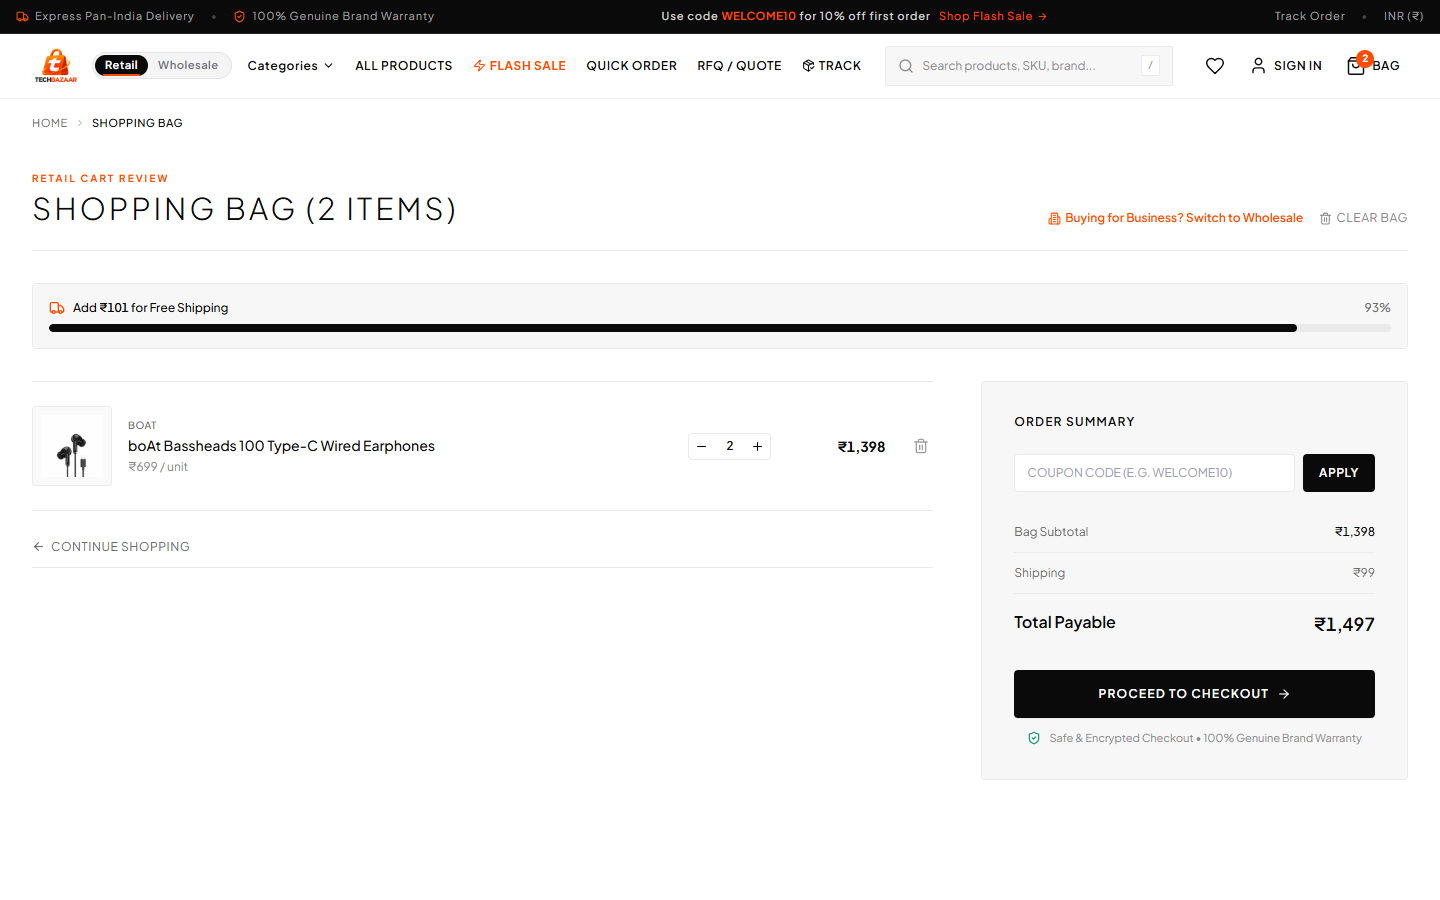 Express Pan-India Delivery • 100% Genuine Brand Warranty
Use code WELCOME10 for 10% off first order Shop Flash Sale →
Track Order • INR (₹)
TECHBAZAAR
Retail Wholesale Categories ALL PRODUCTS FLASH SALE QUICK ORDER RFQ / QUOTE TRACK Search products, SKU, brand... / SIGN IN 2 BAG
HOME > SHOPPING BAG
RETAIL CART REVIEW
SHOPPING BAG (2 ITEMS)
Buying for Business? Switch to Wholesale CLEAR BAG
Add ₹101 for Free Shipping 93%
BOAT
boAt Bassheads 100 Type-C Wired Earphones
₹699 / unit
− 2 + ₹1,398
← CONTINUE SHOPPING
ORDER SUMMARY
COUPON CODE (E.G. WELCOME10) APPLY
Bag Subtotal ₹1,398
Shipping ₹99
Total Payable ₹1,497
PROCEED TO CHECKOUT →
Safe & Encrypted Checkout • 100% Genuine Brand Warranty